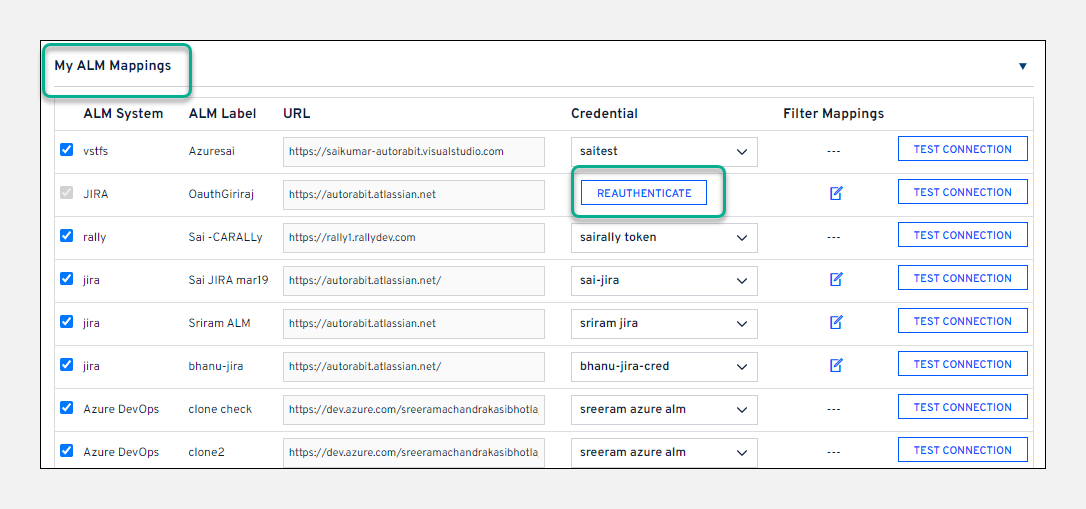 My ALM Mappings
ALM System ALM Label URL Credential Filter Mappings
vstfs Azuresai https://saikumar-autorabit.visualstudio.com saitest --- TEST CONNECTION
JIRA OauthGiriraj https://autorabit.atlassian.net REAUTHENTICATE TEST CONNECTION
rally Sai -CARALLy https://rally1.rallydev.com sairally token --- TEST CONNECTION
jira Sai JIRA mar19 https://autorabit.atlassian.net/ sai-jira TEST CONNECTION
jira Sriram ALM https://autorabit.atlassian.net sriram jira TEST CONNECTION
jira bhanu-jira https://autorabit.atlassian.net/ bhanu-jira-cred TEST CONNECTION
Azure DevOps clone check https://dev.azure.com/sreeramachandrakasibhotla sreeram azure alm --- TEST CONNECTION
Azure DevOps clone2 https://dev.azure.com/sreeramachandrakasibhotla sreeram azure alm --- TEST CONNECTION